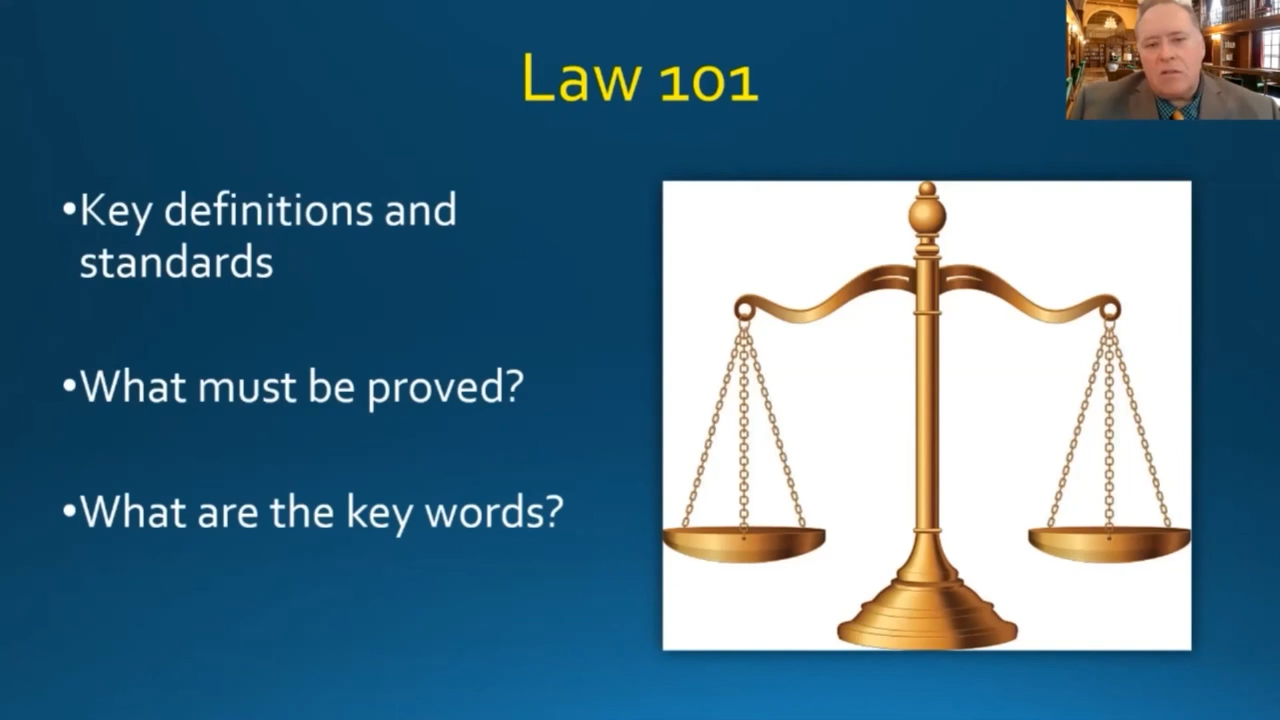 Law 101
•Key definitions and
standards
•What must be proved?
•What are the key words?